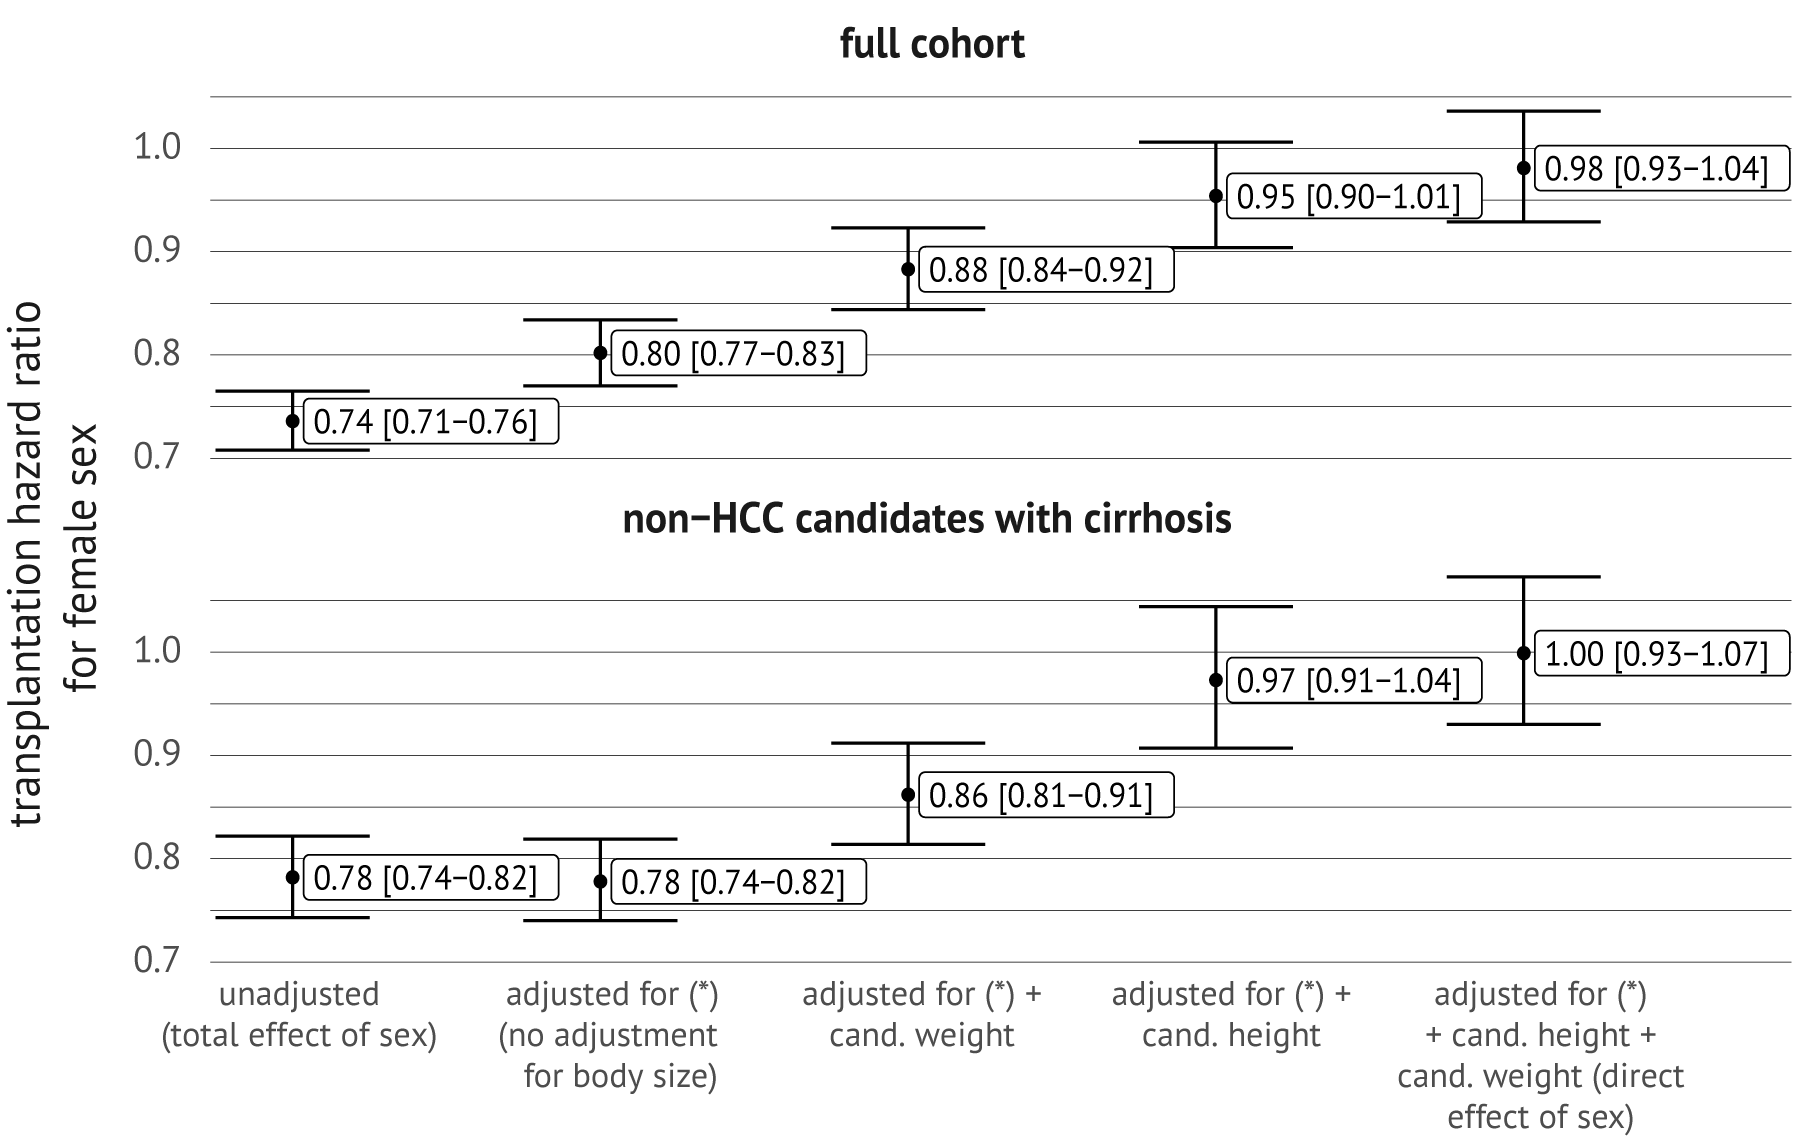 full cohort
transplantation hazard ratio
for female sex
1.0
0.9
0.8
0.7
0.74 [0.71−0.76]
0.80 [0.77−0.83]
0.88 [0.84−0.92]
0.95 [0.90−1.01]
0.98 [0.93−1.04]
non−HCC candidates with cirrhosis
1.0
0.9
0.8
0.7
0.78 [0.74−0.82]
0.78 [0.74−0.82]
0.86 [0.81−0.91]
0.97 [0.91−1.04]
1.00 [0.93−1.07]
unadjusted
(total effect of sex)
adjusted for (*)
(no adjustment
for body size)
adjusted for (*) +
cand. weight
adjusted for (*) +
cand. height
adjusted for (*)
+ cand. height +
cand. weight (direct
effect of sex)